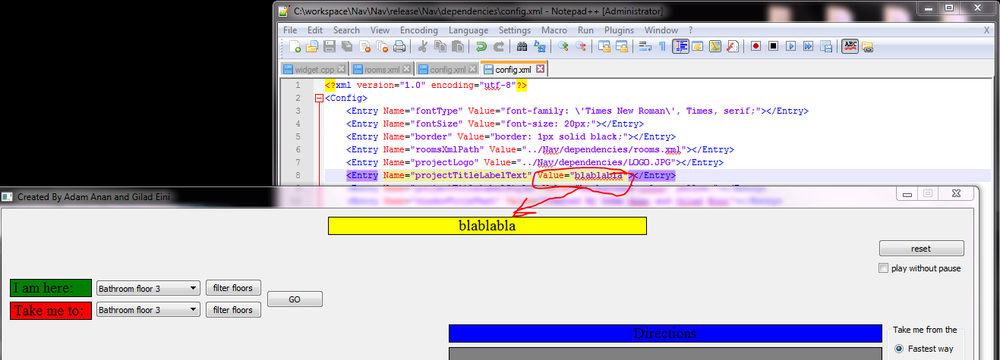 C:\workspace\Nav\Nav\release\Nav\dependencies\config.xml - Notepad++ [Administrator]
File Edit Search View Encoding Language Settings Macro Run Plugins Window ? X
widget.cpp rooms.xml config.xml config.xml
1 <?xml version="1.0" encoding="utf-8"?>
2 <Config>
3 <Entry Name="fontType" Value="font-family: \'Times New Roman\', Times, serif;"></Entry>
4 <Entry Name="fontSize" Value="font-size: 20px;"></Entry>
5 <Entry Name="border" Value="border: 1px solid black;"></Entry>
6 <Entry Name="roomsXmlPath" Value="../Nav/dependencies/rooms.xml"></Entry>
7 <Entry Name="projectLogo" Value="../Nav/dependencies/LOGO.JPG"></Entry>
8 <Entry Name="projectTitleLabelText" Value="blablabla"></Entry>
Created By Adam Anan and Gilad Eini
blablabla
reset
play without pause
I am here: Bathroom floor 3 filter floors
GO
Take me to: Bathroom floor 3 filter floors
Directions
Take me from the
Fastest way